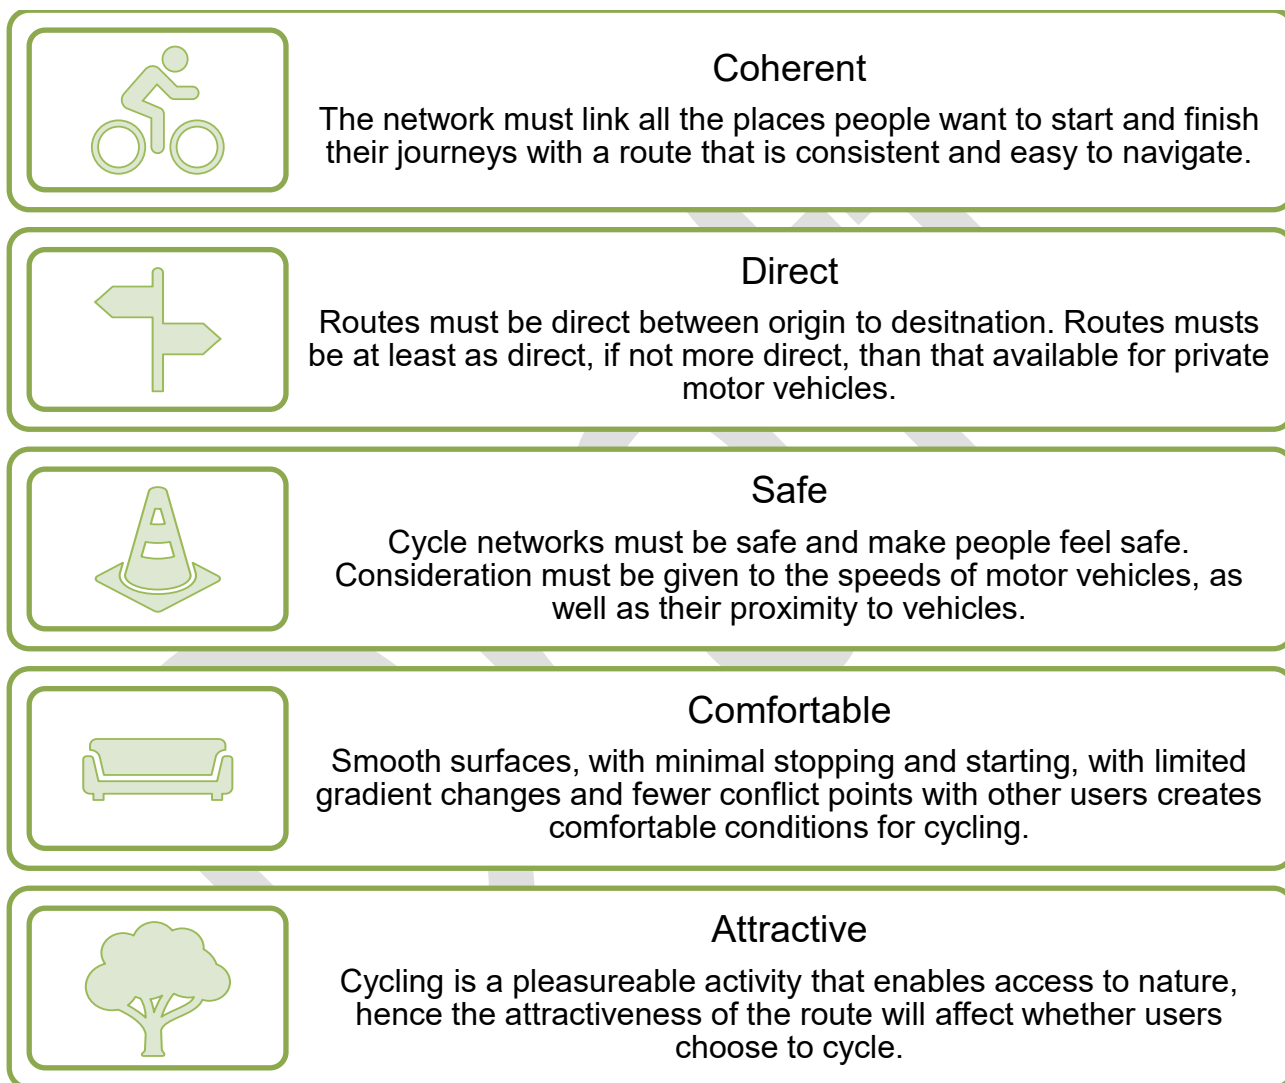 Coherent
The network must link all the places people want to start and finish
their journeys with a route that is consistent and easy to navigate.
Direct
Routes must be direct between origin to desitnation. Routes musts
be at least as direct, if not more direct, than that available for private
motor vehicles.
Safe
Cycle networks must be safe and make people feel safe.
Consideration must be given to the speeds of motor vehicles, as
well as their proximity to vehicles.
Comfortable
Smooth surfaces, with minimal stopping and starting, with limited
gradient changes and fewer conflict points with other users creates
comfortable conditions for cycling.
Attractive
Cycling is a pleasureable activity that enables access to nature,
hence the attractiveness of the route will affect whether users
choose to cycle.